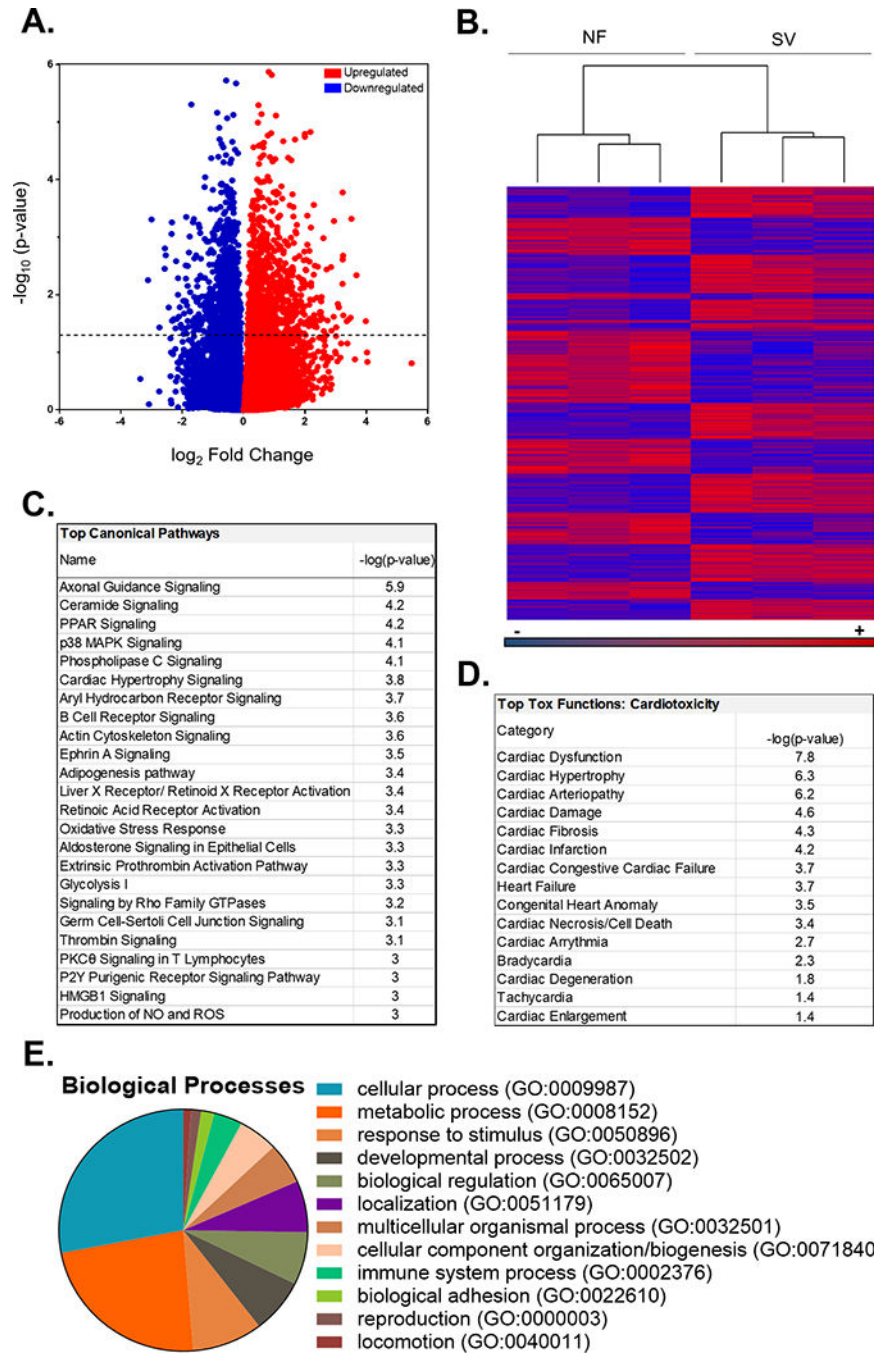 A.
6
Upregulated
Downregulated
4
-log10 (p-value)
2
0
-6
-4
-2
0
2
4
6
log2 Fold Change
B.
NF
SV
-
+
C.
Top Canonical Pathways
Name -log(p-value)
Axonal Guidance Signaling 5.9
Ceramide Signaling 4.2
PPAR Signaling 4.2
p38 MAPK Signaling 4.1
Phospholipase C Signaling 4.1
Cardiac Hypertrophy Signaling 3.8
Aryl Hydrocarbon Receptor Signaling 3.7
B Cell Receptor Signaling 3.6
Actin Cytoskeleton Signaling 3.6
Ephrin A Signaling 3.5
Adipogenesis pathway 3.4
Liver X Receptor/ Retinoid X Receptor Activation 3.4
Retinoic Acid Receptor Activation 3.4
Oxidative Stress Response 3.3
Aldosterone Signaling in Epithelial Cells 3.3
Extrinsic Prothrombin Activation Pathway 3.3
Glycolysis I 3.3
Signaling by Rho Family GTPases 3.2
Germ Cell-Sertoli Cell Junction Signaling 3.1
Thrombin Signaling 3.1
PKCθ Signaling in T Lymphocytes 3
P2Y Purigenic Receptor Signaling Pathway 3
HMGB1 Signaling 3
Production of NO and ROS 3
D.
Top Tox Functions: Cardiotoxicity
Category -log(p-value)
Cardiac Dysfunction 7.8
Cardiac Hypertrophy 6.3
Cardiac Arteriopathy 6.2
Cardiac Damage 4.6
Cardiac Fibrosis 4.3
Cardiac Infarction 4.2
Cardiac Congestive Cardiac Failure 3.7
Heart Failure 3.7
Congenital Heart Anomaly 3.5
Cardiac Necrosis/Cell Death 3.4
Cardiac Arrythmia 2.7
Bradycardia 2.3
Cardiac Degeneration 1.8
Tachycardia 1.4
Cardiac Enlargement 1.4
E.
Biological Processes
cellular process (GO:0009987)
metabolic process (GO:0008152)
response to stimulus (GO:0050896)
developmental process (GO:0032502)
biological regulation (GO:0065007)
localization (GO:0051179)
multicellular organismal process (GO:0032501)
cellular component organization/biogenesis (GO:0071840
immune system process (GO:0002376)
biological adhesion (GO:0022610)
reproduction (GO:0000003)
locomotion (GO:0040011)